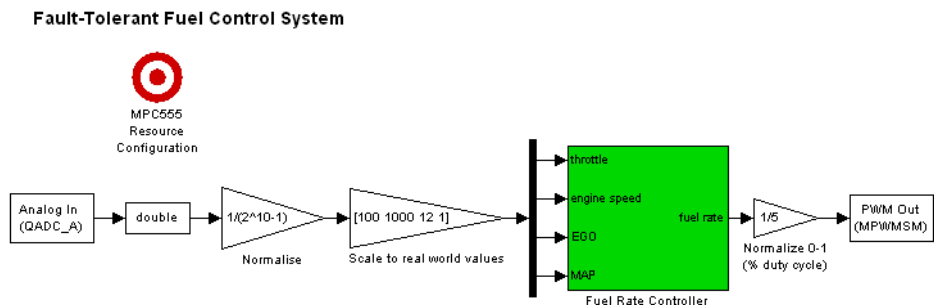 Fault-Tolerant Fuel Control System
MPC555
Resource
Configuration
Analog In
(QADC_A)
double
1/(2^10-1)
Normalise
[100 1000 12 1]
Scale to real world values
throttle
engine speed
EGO
MAP
fuel rate
Fuel Rate Controller
1/5
Normalize 0-1
(% duty cycle)
PWM Out
(MPWMSM)